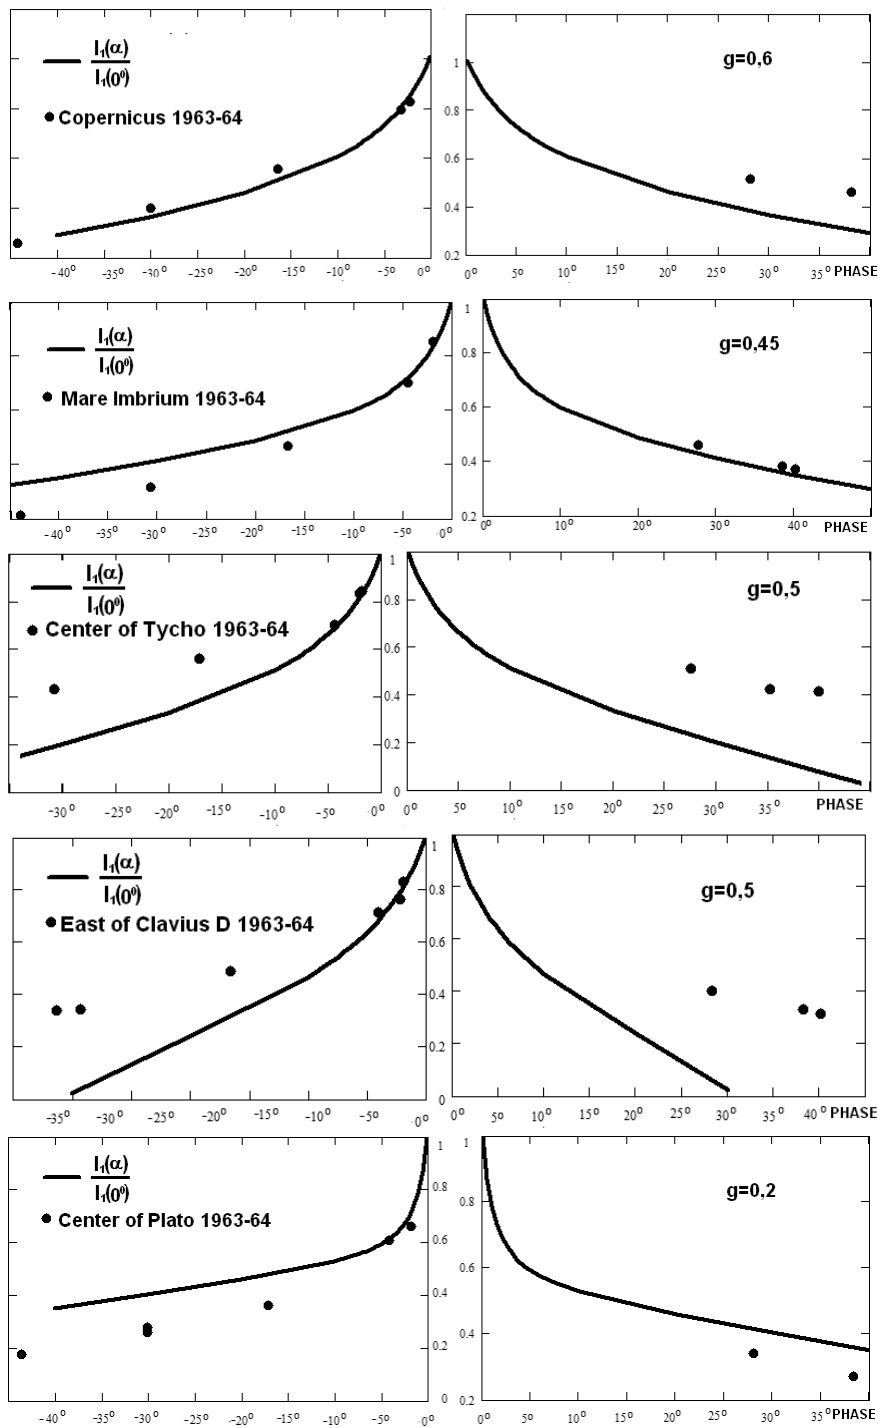 I₁(α)
I₁(0⁰)
Copernicus 1963-64
-40⁰ -35⁰ -30⁰ -25⁰ -20⁰ -15⁰ -10⁰ -5⁰ 0⁰
g=0,6
1
0.8
0.6
0.4
0.2
0⁰ 5⁰ 10⁰ 15⁰ 20⁰ 25⁰ 30⁰ 35⁰ PHASE
I₁(α)
I₁(0⁰)
Mare Imbrium 1963-64
-40⁰ -35⁰ -30⁰ -25⁰ -20⁰ -15⁰ -10⁰ -5⁰ 0⁰
g=0,45
1
0.8
0.6
0.4
0.2
0⁰ 10⁰ 20⁰ 30⁰ 40⁰ PHASE
I₁(α)
I₁(0⁰)
Center of Tycho 1963-64
-30⁰ -25⁰ -20⁰ -15⁰ -10⁰ -5⁰ 0⁰
g=0,5
1
0.8
0.6
0.4
0.2
0
0⁰ 5⁰ 10⁰ 15⁰ 20⁰ 25⁰ 30⁰ 35⁰ PHASE
I₁(α)
I₁(0⁰)
East of Clavius D 1963-64
-35⁰ -30⁰ -25⁰ -20⁰ -15⁰ -10⁰ -5⁰ 0⁰
g=0,5
1
0.8
0.6
0.4
0.2
0
0⁰ 5⁰ 10⁰ 15⁰ 20⁰ 25⁰ 30⁰ 35⁰ 40⁰ PHASE
I₁(α)
I₁(0⁰)
Center of Plato 1963-64
1
0.8
0.6
0.4
0.2
0
-40⁰ -35⁰ -30⁰ -25⁰ -20⁰ -15⁰ -10⁰ -5⁰ 0⁰
g=0,2
1
0.8
0.6
0.4
0.2
0⁰ 5⁰ 10⁰ 15⁰ 20⁰ 25⁰ 30⁰ 35⁰ PHASE